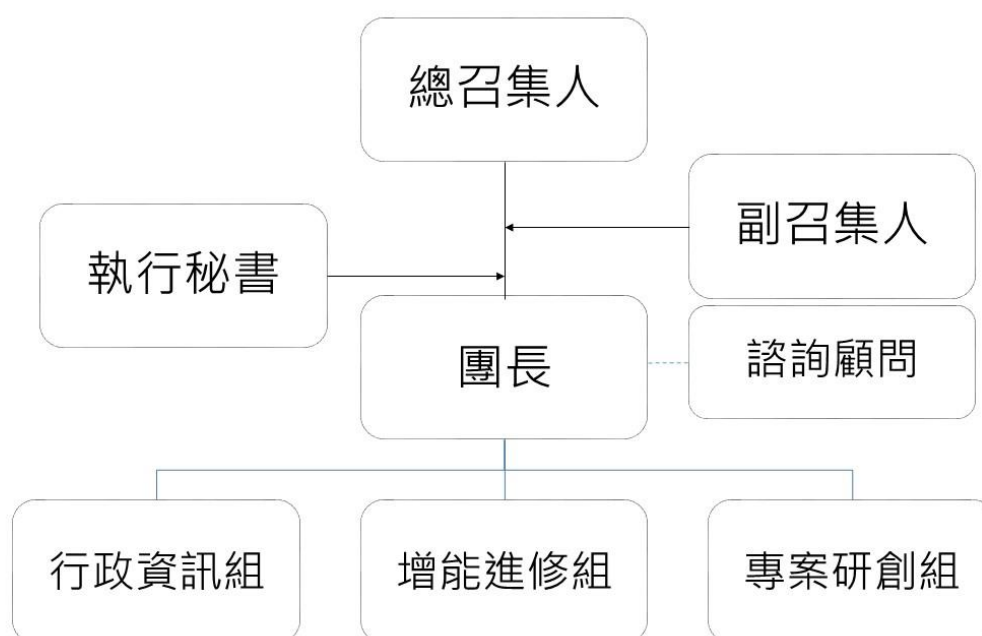 總召集人
副召集人
執行秘書
團長
諮詢顧問
行政資訊組
增能進修組
專案研創組